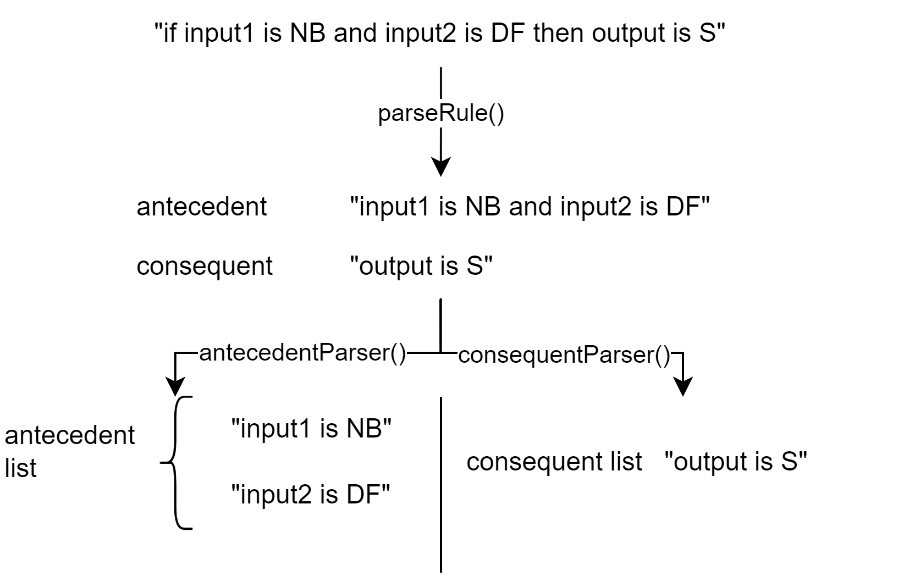 "if input1 is NB and input2 is DF then output is S"
parseRule()
antecedent "input1 is NB and input2 is DF"
consequent "output is S"
antecedentParser() consequentParser()
antecedent
list
"input1 is NB"
"input2 is DF"
consequent list "output is S"